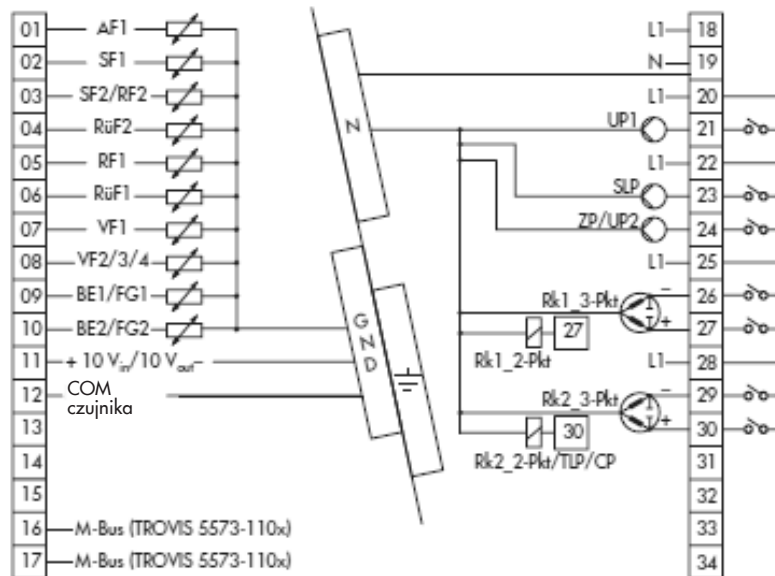 01 AF1
02 SF1
03 SF2/RF2
04 RüF2
05 RF1
06 RüF1
07 VF1
08 VF2/3/4
09 BE1/FG1
10 BE2/FG2
11 + 10 Vin/10 Vout–
12 COM
czujnika
13
14
15
16 M-Bus (TROVIS 5573-110x)
17 M-Bus (TROVIS 5573-110x)
N
GND
L1 18
N 19
L1 20
UP1 21
L1 22
SLP 23
ZP/UP2 24
L1 25
Rk1_3-Pkt – 26
+ 27
27
Rk1_2-Pkt
L1 28
Rk2_3-Pkt – 29
+ 30
30
Rk2_2-Pkt/TLP/CP
31
32
33
34